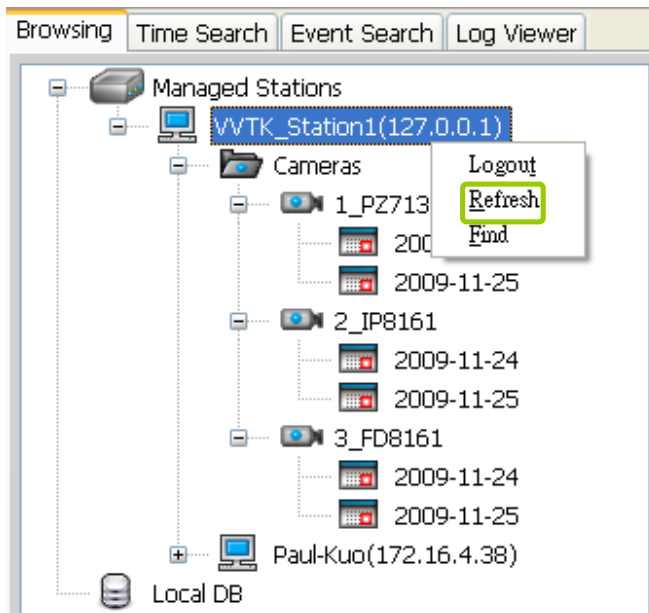 Browsing Time Search Event Search Log Viewer
Managed Stations
VVTK_Station1(127.0.0.1)
Cameras
Logout
1_PZ713
Refresh
200
Find
2009-11-25
2_IP8161
2009-11-24
2009-11-25
3_FD8161
2009-11-24
2009-11-25
Paul-Kuo(172.16.4.38)
Local DB